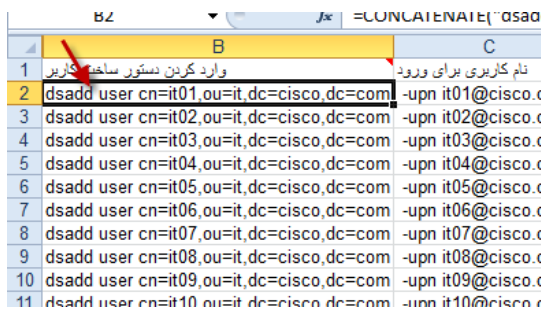 B2 fx =CONCATENATE("dsad
B C
1 وارد کردن دستور ساخت کاربر نام کاربری برای ورود
2 dsadd user cn=it01,ou=it,dc=cisco,dc=com -upn it01@cisco.
3 dsadd user cn=it02,ou=it,dc=cisco,dc=com -upn it02@cisco.
4 dsadd user cn=it03,ou=it,dc=cisco,dc=com -upn it03@cisco.
5 dsadd user cn=it04,ou=it,dc=cisco,dc=com -upn it04@cisco.
6 dsadd user cn=it05,ou=it,dc=cisco,dc=com -upn it05@cisco.
7 dsadd user cn=it06,ou=it,dc=cisco,dc=com -upn it06@cisco.
8 dsadd user cn=it07,ou=it,dc=cisco,dc=com -upn it07@cisco.
9 dsadd user cn=it08,ou=it,dc=cisco,dc=com -upn it08@cisco.
10 dsadd user cn=it09,ou=it,dc=cisco,dc=com -upn it09@cisco.
11 dsadd user cn=it10,ou=it,dc=cisco,dc=com -upn it10@cisco.